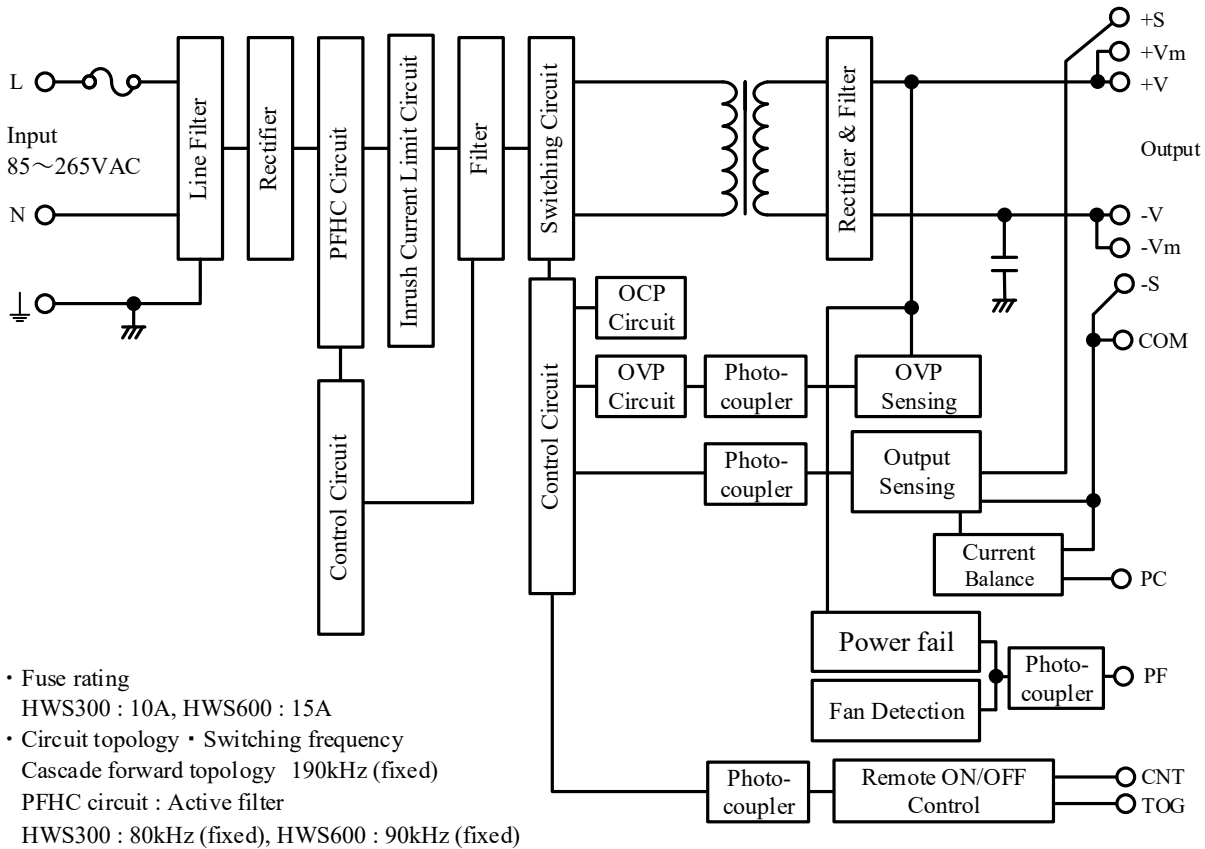 L
Input
85～265VAC
N
Line Filter
Rectifier
PFHC Circuit
Inrush Current Limit Circuit
Filter
Switching Circuit
Rectifier & Filter
+S
+Vm
+V
Output
-V
-Vm
-S
COM
Control Circuit
Control Circuit
OCP
Circuit
OVP
Circuit
Photo-
coupler
OVP
Sensing
Photo-
coupler
Output
Sensing
Current
Balance
PC
Power fail
Fan Detection
Photo-
coupler
PF
Photo-
coupler
Remote ON/OFF
Control
CNT
TOG
・Fuse rating
HWS300 : 10A, HWS600 : 15A
・Circuit topology・Switching frequency
Cascade forward topology 190kHz (fixed)
PFHC circuit : Active filter
HWS300 : 80kHz (fixed), HWS600 : 90kHz (fixed)